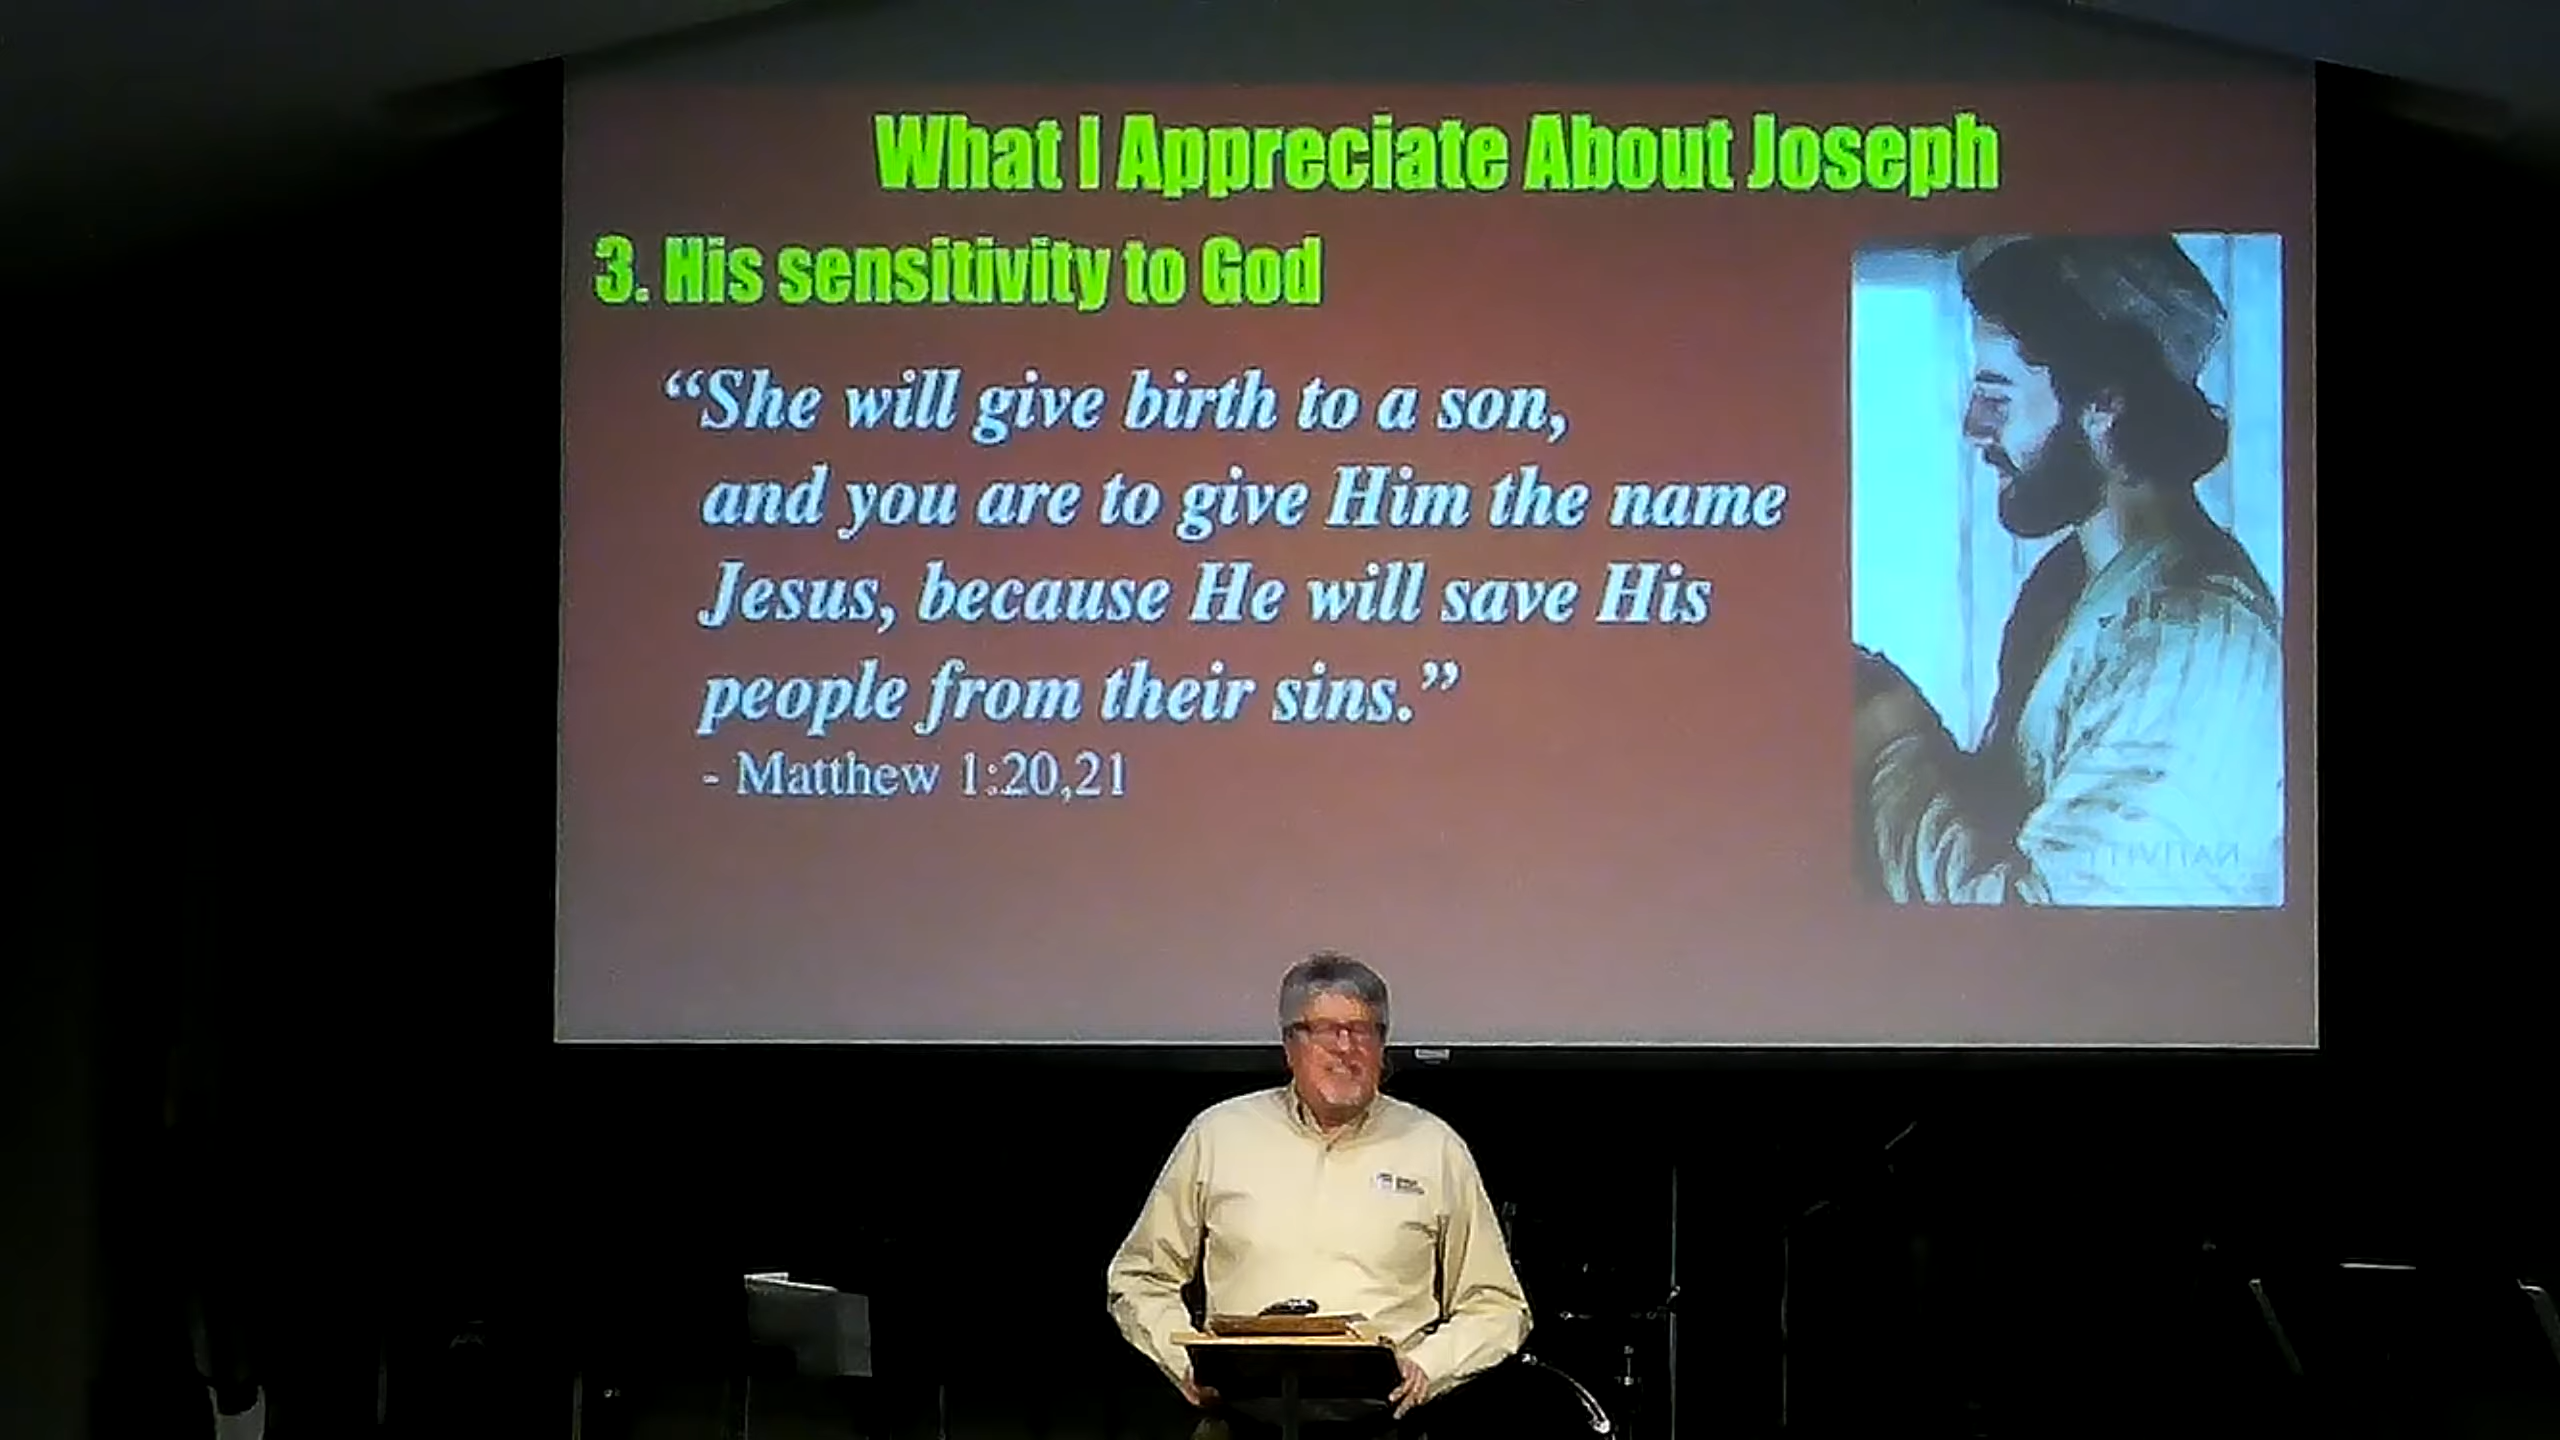 What I Appreciate About Joseph
3. His sensitivity to God
“She will give birth to a son,
and you are to give Him the name
Jesus, because He will save His
people from their sins.”
- Matthew 1:20,21